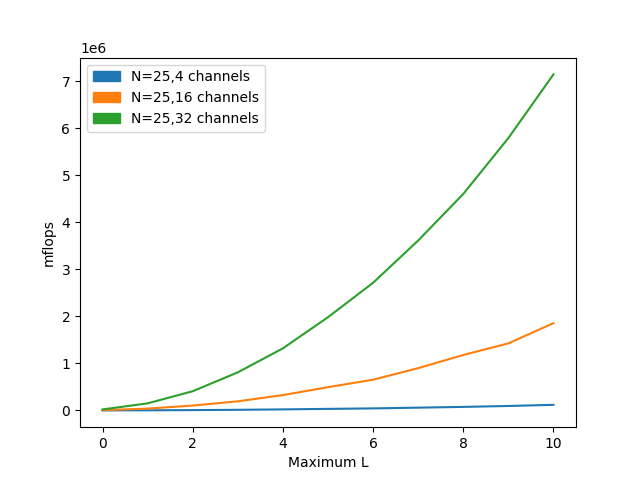 1e6
N=25,4 channels
N=25,16 channels
N=25,32 channels
7
6
5
4
3
2
1
0
mflops
0 2 4 6 8 10
Maximum L